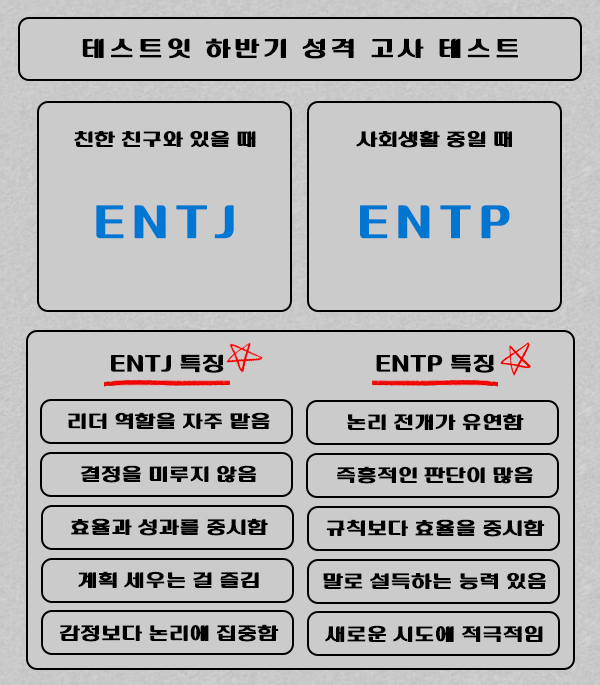 테스트잇 하반기 성격 고사 테스트
친한 친구와 있을 때
ENTJ
사회생활 중일 때
ENTP
ENTJ 특징
리더 역할을 자주 맡음
결정을 미루지 않음
효율과 성과를 중시함
계획 세우는 걸 즐김
감정보다 논리에 집중함
ENTP 특징
논리 전개가 유연함
즉흥적인 판단이 많음
규칙보다 효율을 중시함
말로 설득하는 능력 있음
새로운 시도에 적극적임